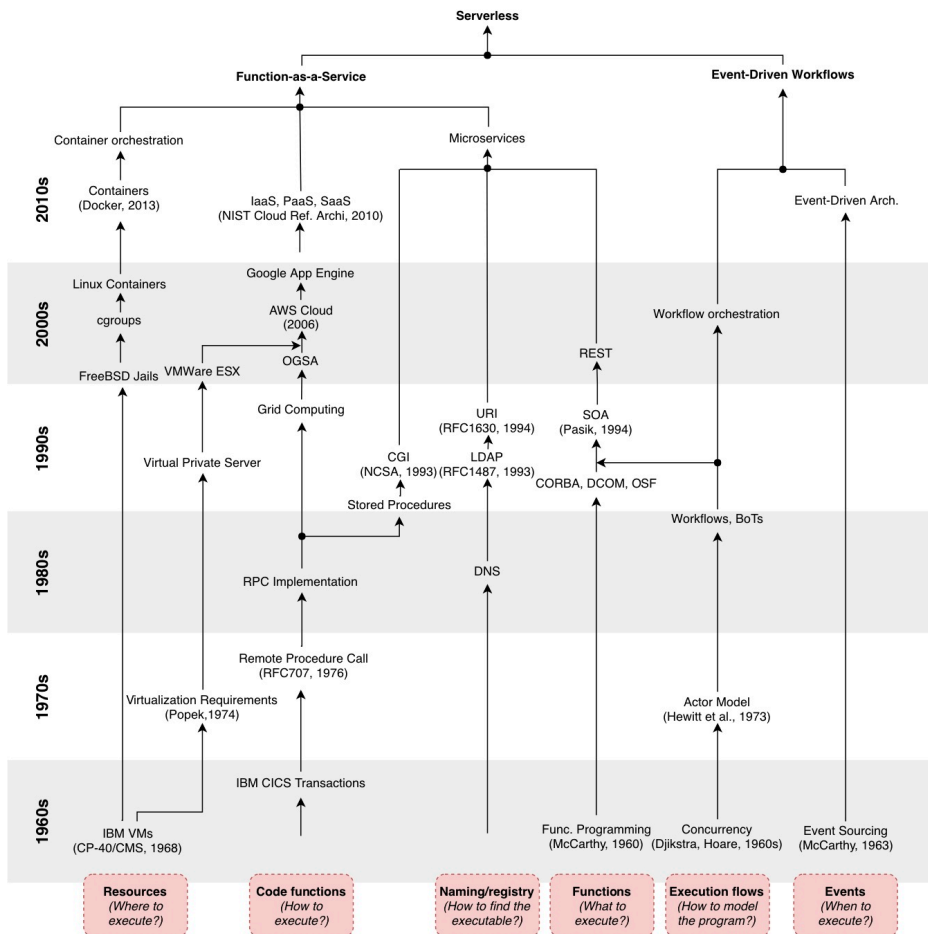 Serverless
Function-as-a-Service
Event-Driven Workflows
Container orchestration
Microservices
2010s
Containers
(Docker, 2013)
IaaS, PaaS, SaaS
(NIST Cloud Ref. Archi, 2010)
Event-Driven Arch.
Google App Engine
Linux Containers
2000s
AWS Cloud
(2006)
cgroups
Workflow orchestration
REST
OGSA
FreeBSD Jails
VMWare ESX
Grid Computing
URI
(RFC1630, 1994)
SOA
(Pasik, 1994)
1990s
Virtual Private Server
CGI
(NCSA, 1993)
LDAP
(RFC1487, 1993)
CORBA, DCOM, OSF
Stored Procedures
Workflows, BoTs
1980s
RPC Implementation
DNS
Remote Procedure Call
(RFC707, 1976)
1970s
Virtualization Requirements
(Popek,1974)
Actor Model
(Hewitt et al., 1973)
IBM CICS Transactions
1960s
IBM VMs
(CP-40/CMS, 1968)
Func. Programming
(McCarthy, 1960)
Concurrency
(Djikstra, Hoare, 1960s)
Event Sourcing
(McCarthy, 1963)
Resources
(Where to
execute?)
Code functions
(How to
execute?)
Naming/registry
(How to find the
executable?)
Functions
(What to
execute?)
Execution flows
(How to model
the program?)
Events
(When to
execute?)